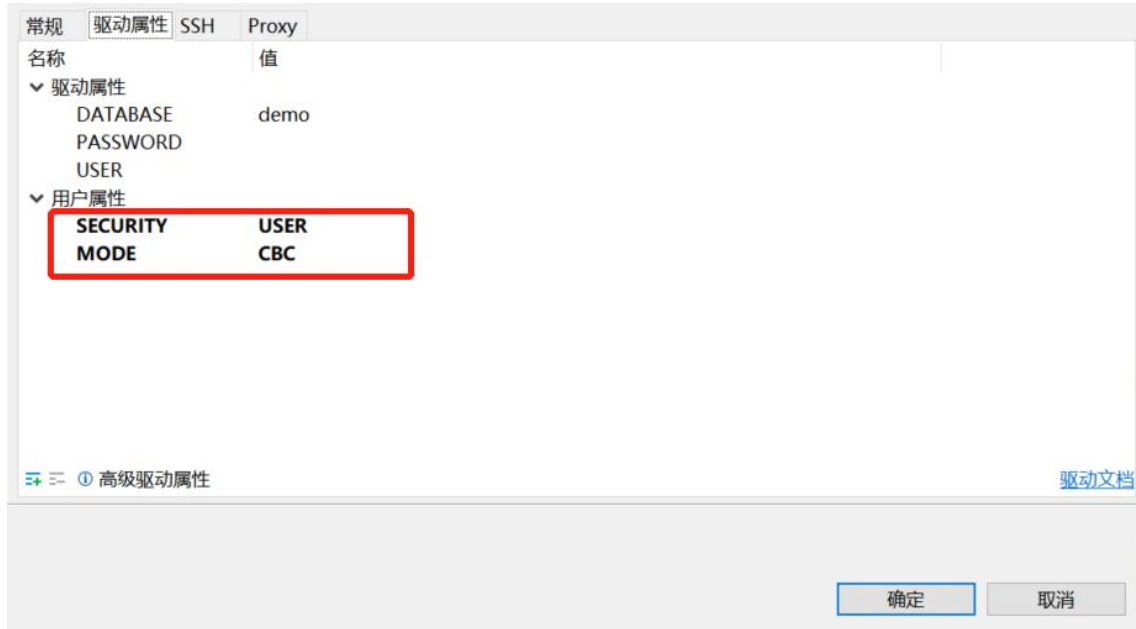 常规 驱动属性 SSH Proxy
名称 值
驱动属性
DATABASE demo
PASSWORD
USER
用户属性
SECURITY USER
MODE CBC
高级驱动属性 驱动文档
确定 取消